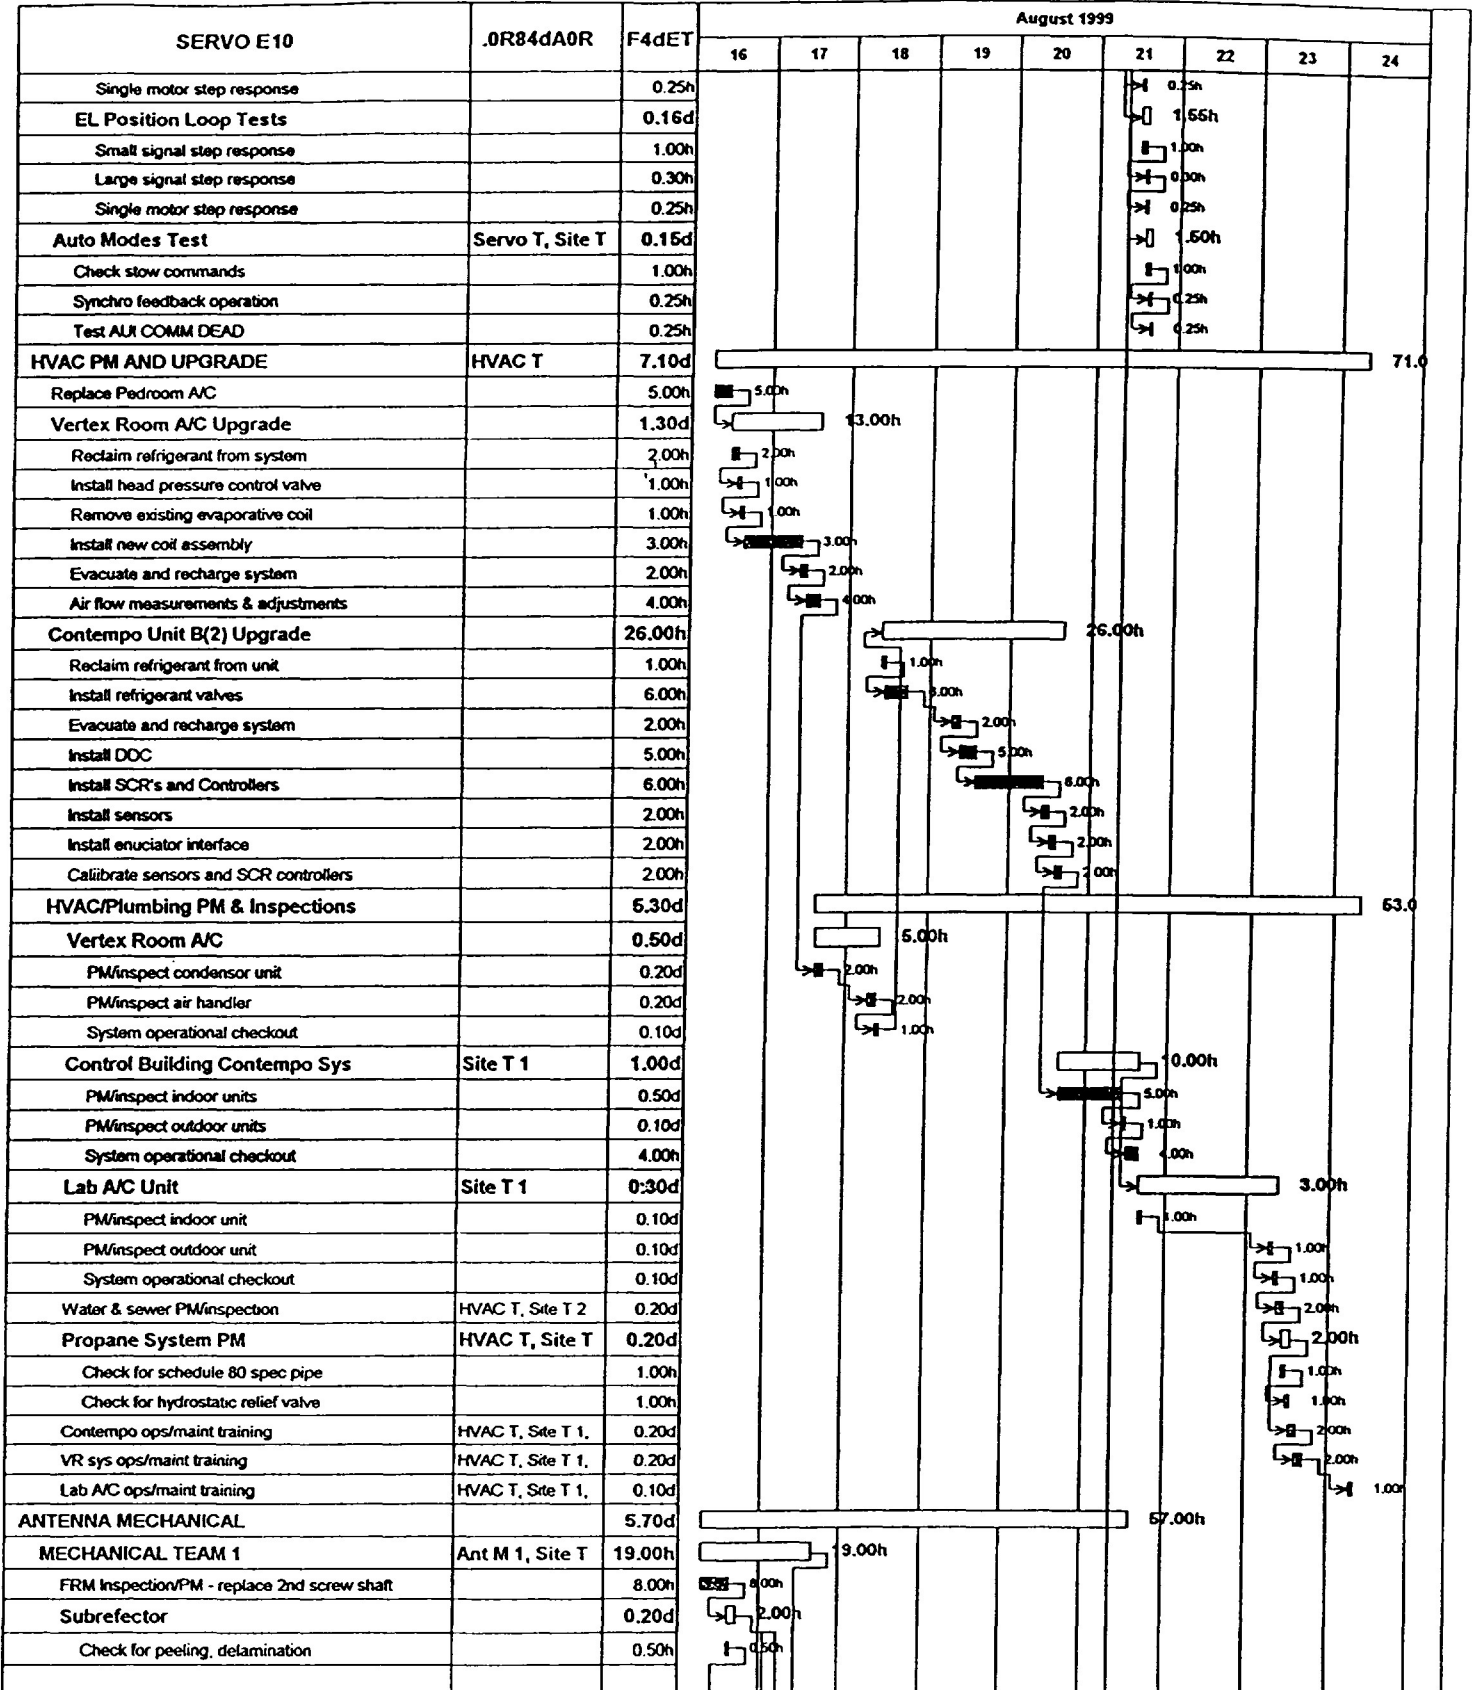 August 1999
SERVO E10 .0R84dA0R F4dET 16 17 18 19 20 21 22 23 24
Single motor step response 0.25h 0.25h
EL Position Loop Tests 0.16d 1.55h
Small signal step response 1.00h 1.00h
Large signal step response 0.30h 0.30h
Single motor step response 0.25h 0.25h
Auto Modes Test Servo T, Site T 0.15d 1.50h
Check stow commands 1.00h 1.00h
Synchro feedback operation 0.25h 0.25h
Test AUI COMM DEAD 0.25h 0.25h
HVAC PM AND UPGRADE HVAC T 7.10d 71.0
Replace Pedroom A/C 5.00h 5.00h
Vertex Room A/C Upgrade 1.30d 13.00h
Reclaim refrigerant from system 2.00h 2.00h
Install head pressure control valve 1.00h 1.00h
Remove existing evaporative coil 1.00h 1.00h
Install new coil assembly 3.00h 3.00h
Evacuate and recharge system 2.00h 2.00h
Air flow measurements & adjustments 4.00h 4.00h
Contempo Unit B(2) Upgrade 26.00h 26.00h
Reclaim refrigerant from unit 1.00h 1.00h
Install refrigerant valves 6.00h 6.00h
Evacuate and recharge system 2.00h 2.00h
Install DDC 5.00h 5.00h
Install SCR's and Controllers 6.00h 6.00h
Install sensors 2.00h 2.00h
Install enuciator interface 2.00h 2.00h
Caliibrate sensors and SCR controllers 2.00h 2.00h
HVAC/Plumbing PM & Inspections 5.30d 53.0
Vertex Room A/C 0.50d 5.00h
PM/inspect condensor unit 0.20d 2.00h
PM/inspect air handler 0.20d 2.00h
System operational checkout 0.10d 1.00h
Control Building Contempo Sys Site T 1 1.00d 10.00h
PM/inspect indoor units 0.50d 5.00h
PM/inspect outdoor units 0.10d 1.00h
System operational checkout 4.00h 4.00h
Lab A/C Unit Site T 1 0:30d 3.00h
PM/inspect indoor unit 0.10d 1.00h
PM/inspect outdoor unit 0.10d 1.00h
System operational checkout 0.10d 1.00h
Water & sewer PM/inspection HVAC T, Site T 2 0.20d 2.00h
Propane System PM HVAC T, Site T 0.20d 2.00h
Check for schedule 80 spec pipe 1.00h 1.00h
Check for hydrostatic relief valve 1.00h 1.00h
Contempo ops/maint training HVAC T, Site T 1, 0.20d 2.00h
VR sys ops/maint training HVAC T, Site T 1, 0.20d 2.00h
Lab A/C ops/maint training HVAC T, Site T 1, 0.10d 1.00h
ANTENNA MECHANICAL 5.70d 57.00h
MECHANICAL TEAM 1 Ant M 1, Site T 19.00h 19.00h
FRM Inspection/PM - replace 2nd screw shaft 8.00h 8.00h
Subrefector 0.20d 2.00h
Check for peeling, delamination 0.50h 0.50h